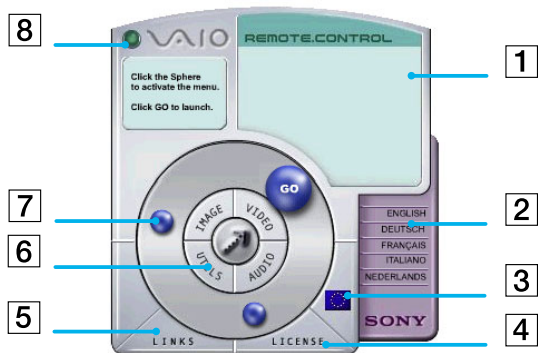 8
VAIO
REMOTE.CONTROL
1
Click the Sphere
to activate the menu.
Click GO to launch.
GO
IMAGE
VIDEO
UTILS
AUDIO
7
6
ENGLISH
DEUTSCH
FRANÇAIS
ITALIANO
NEDERLANDS
2
3
SONY
5
LINKS
LICENSE
4